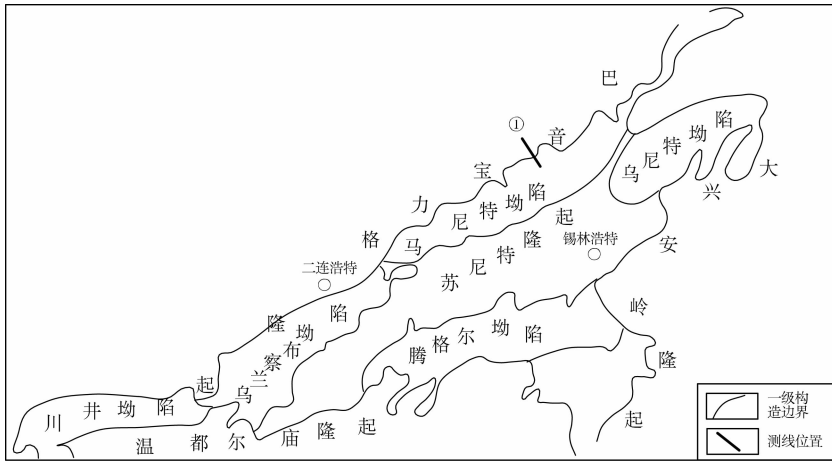 ①
巴音宝力格隆起
马尼特坳陷
乌尼特坳陷
大兴安岭隆起
苏尼特隆起
锡林浩特
二连浩特
乌兰察布坳陷
腾格尔坳陷
川井坳陷
温都尔庙隆起
一级构
造边界
测线位置